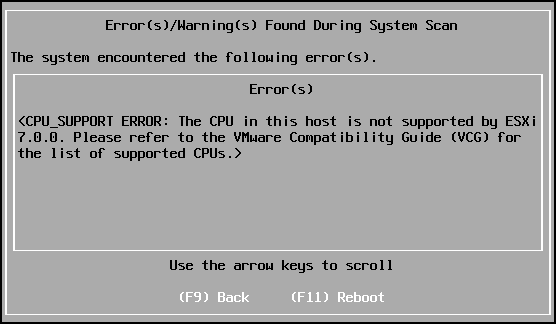 Error(s)/Warning(s) Found During System Scan
The system encountered the following error(s).
Error(s)
<CPU_SUPPORT ERROR: The CPU in this host is not supported by ESXi
7.0.0. Please refer to the VMware Compatibility Guide (VCG) for
the list of supported CPUs.>
Use the arrow keys to scroll
(F9) Back (F11) Reboot